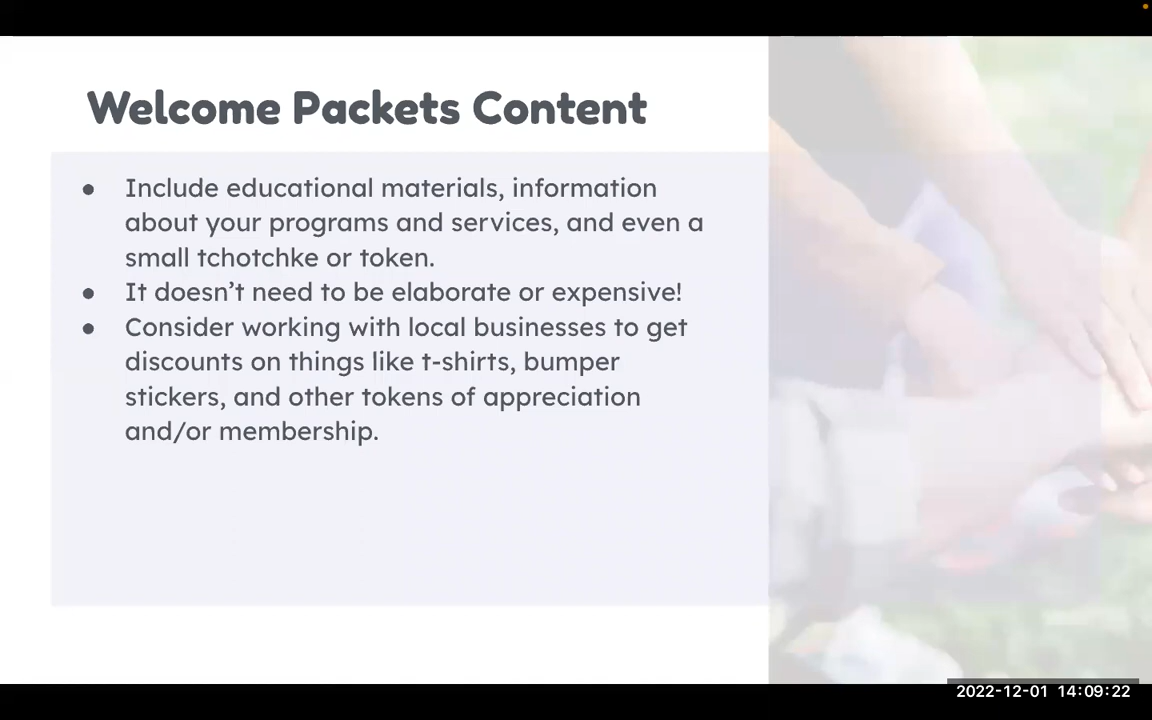 Welcome Packets Content
● Include educational materials, information
about your programs and services, and even a
small tchotchke or token.
● It doesn’t need to be elaborate or expensive!
● Consider working with local businesses to get
discounts on things like t-shirts, bumper
stickers, and other tokens of appreciation
and/or membership.
2022-12-01 14:09:22